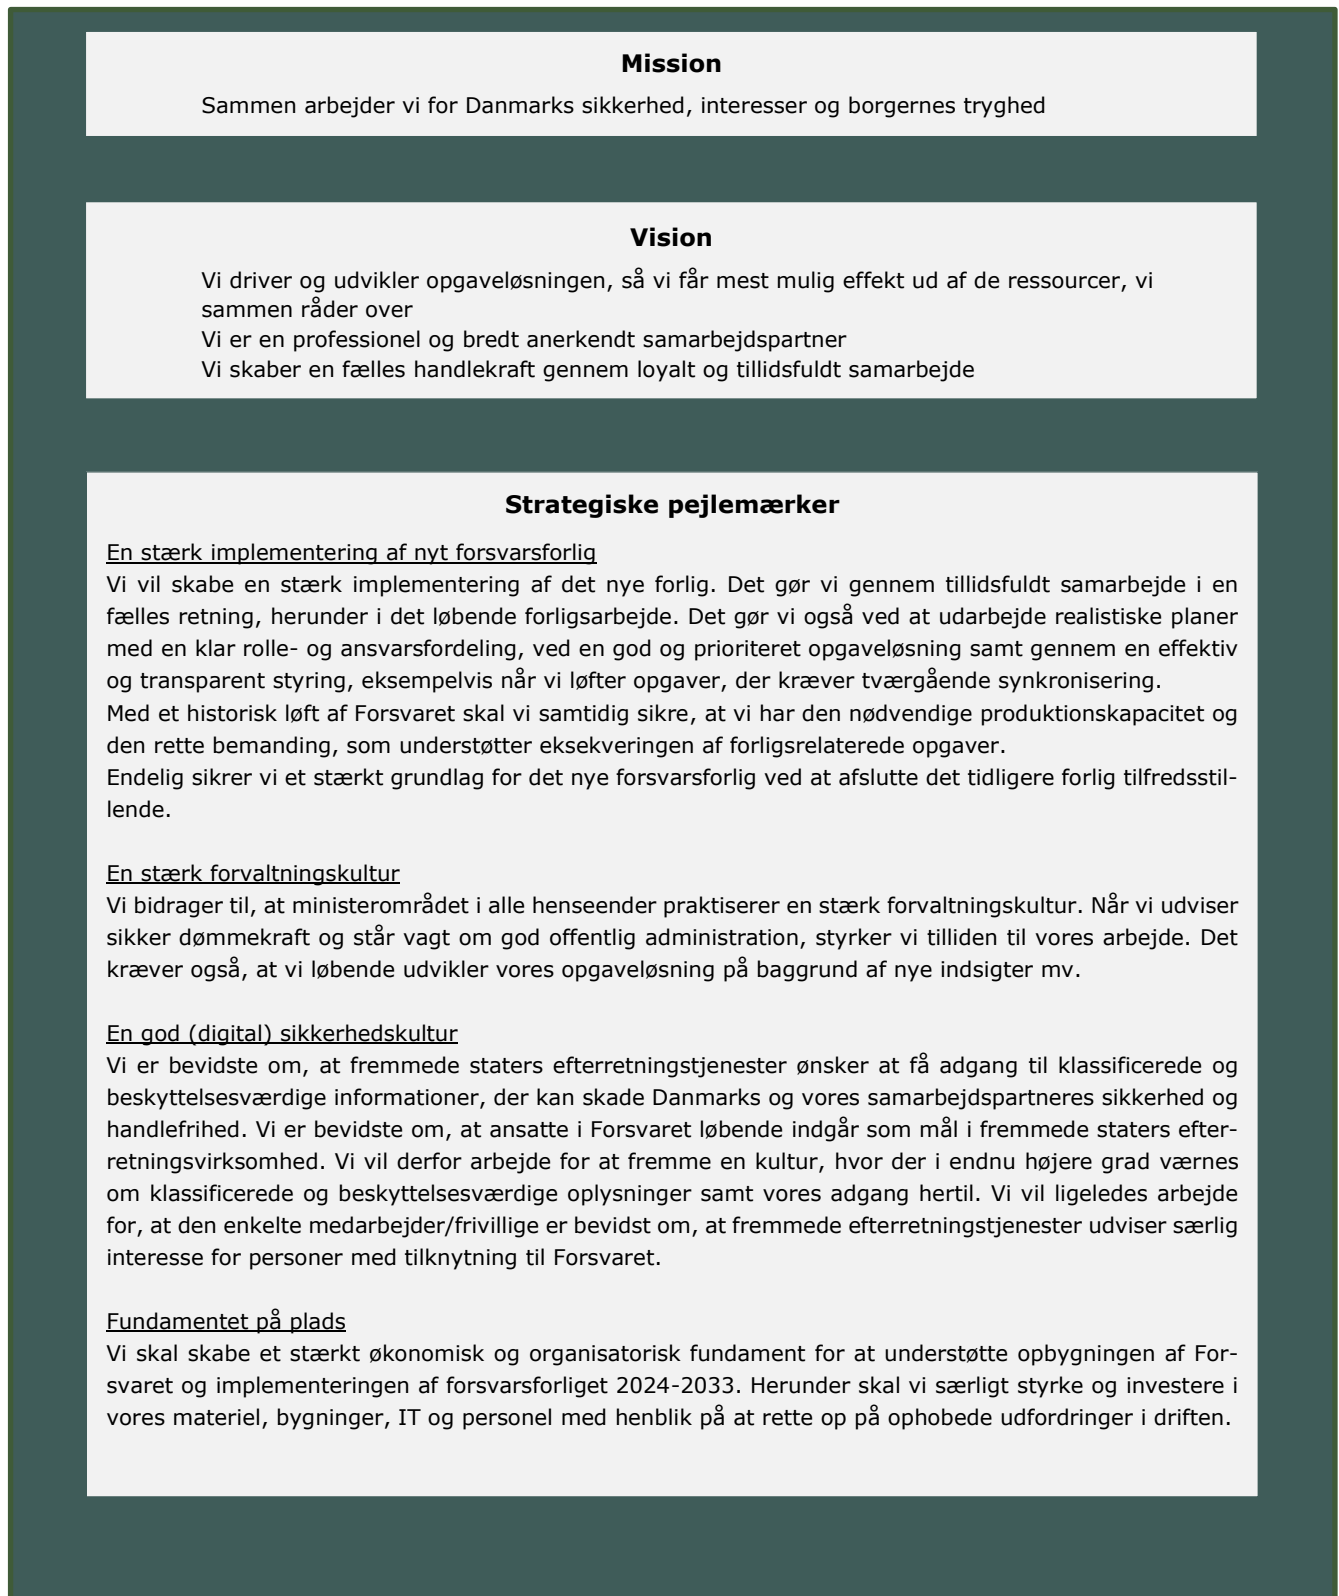 Mission
Sammen arbejder vi for Danmarks sikkerhed, interesser og borgernes tryghed
Vision
Vi driver og udvikler opgaveløsningen, så vi får mest mulig effekt ud af de ressourcer, vi
sammen råder over
Vi er en professionel og bredt anerkendt samarbejdspartner
Vi skaber en fælles handlekraft gennem loyalt og tillidsfuldt samarbejde
Strategiske pejlemærker
En stærk implementering af nyt forsvarsforlig
Vi vil skabe en stærk implementering af det nye forlig. Det gør vi gennem tillidsfuldt samarbejde i en
fælles retning, herunder i det løbende forligsarbejde. Det gør vi også ved at udarbejde realistiske planer
med en klar rolle- og ansvarsfordeling, ved en god og prioriteret opgaveløsning samt gennem en effektiv
og transparent styring, eksempelvis når vi løfter opgaver, der kræver tværgående synkronisering.
Med et historisk løft af Forsvaret skal vi samtidig sikre, at vi har den nødvendige produktionskapacitet og
den rette bemanding, som understøtter eksekveringen af forligsrelaterede opgaver.
Endelig sikrer vi et stærkt grundlag for det nye forsvarsforlig ved at afslutte det tidligere forlig tilfredsstil-
lende.
En stærk forvaltningskultur
Vi bidrager til, at ministerområdet i alle henseender praktiserer en stærk forvaltningskultur. Når vi udviser
sikker dømmekraft og står vagt om god offentlig administration, styrker vi tilliden til vores arbejde. Det
kræver også, at vi løbende udvikler vores opgaveløsning på baggrund af nye indsigter mv.
En god (digital) sikkerhedskultur
Vi er bevidste om, at fremmede staters efterretningstjenester ønsker at få adgang til klassificerede og
beskyttelsesværdige informationer, der kan skade Danmarks og vores samarbejdspartneres sikkerhed og
handlefrihed. Vi er bevidste om, at ansatte i Forsvaret løbende indgår som mål i fremmede staters efter-
retningsvirksomhed. Vi vil derfor arbejde for at fremme en kultur, hvor der i endnu højere grad værnes
om klassificerede og beskyttelsesværdige oplysninger samt vores adgang hertil. Vi vil ligeledes arbejde
for, at den enkelte medarbejder/frivillige er bevidst om, at fremmede efterretningstjenester udviser særlig
interesse for personer med tilknytning til Forsvaret.
Fundamentet på plads
Vi skal skabe et stærkt økonomisk og organisatorisk fundament for at understøtte opbygningen af For-
svaret og implementeringen af forsvarsforliget 2024-2033. Herunder skal vi særligt styrke og investere i
vores materiel, bygninger, IT og personel med henblik på at rette op på ophobede udfordringer i driften.